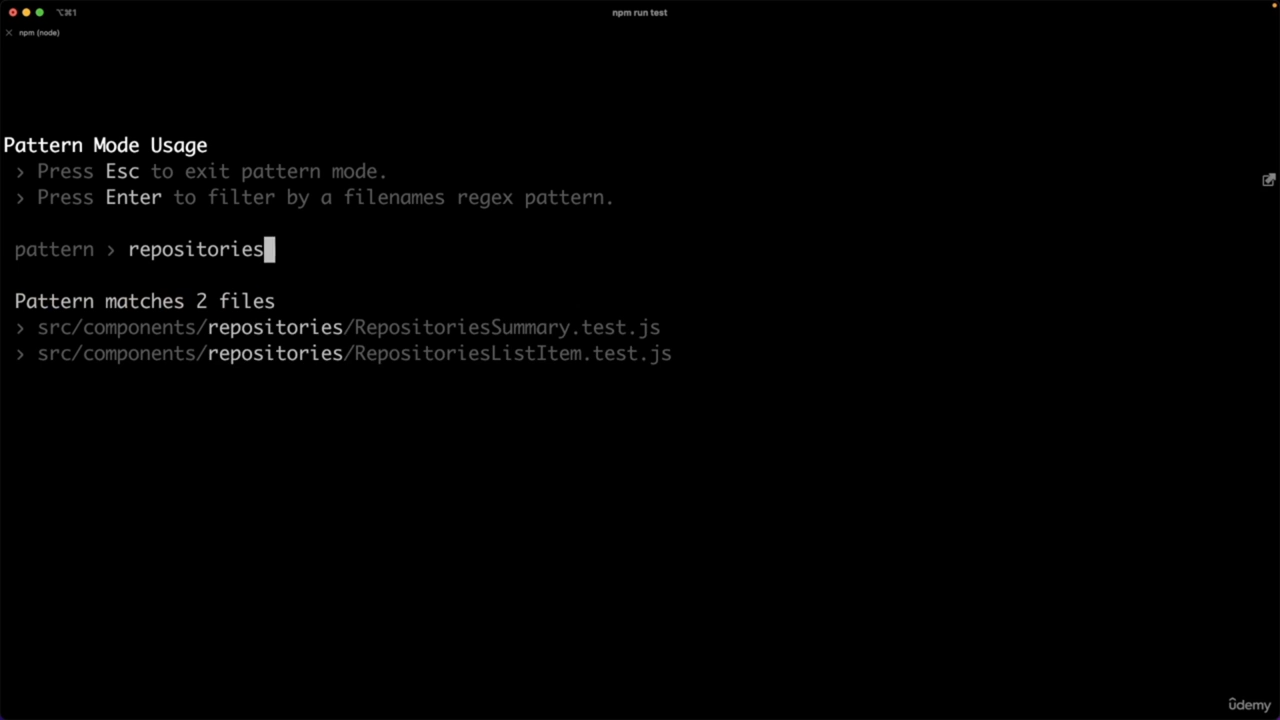 ⌥⌘1
npm run test
npm (node)
Pattern Mode Usage
› Press Esc to exit pattern mode.
› Press Enter to filter by a filenames regex pattern.
pattern › repositories
Pattern matches 2 files
› src/components/repositories/RepositoriesSummary.test.js
› src/components/repositories/RepositoriesListItem.test.js
ûdemy